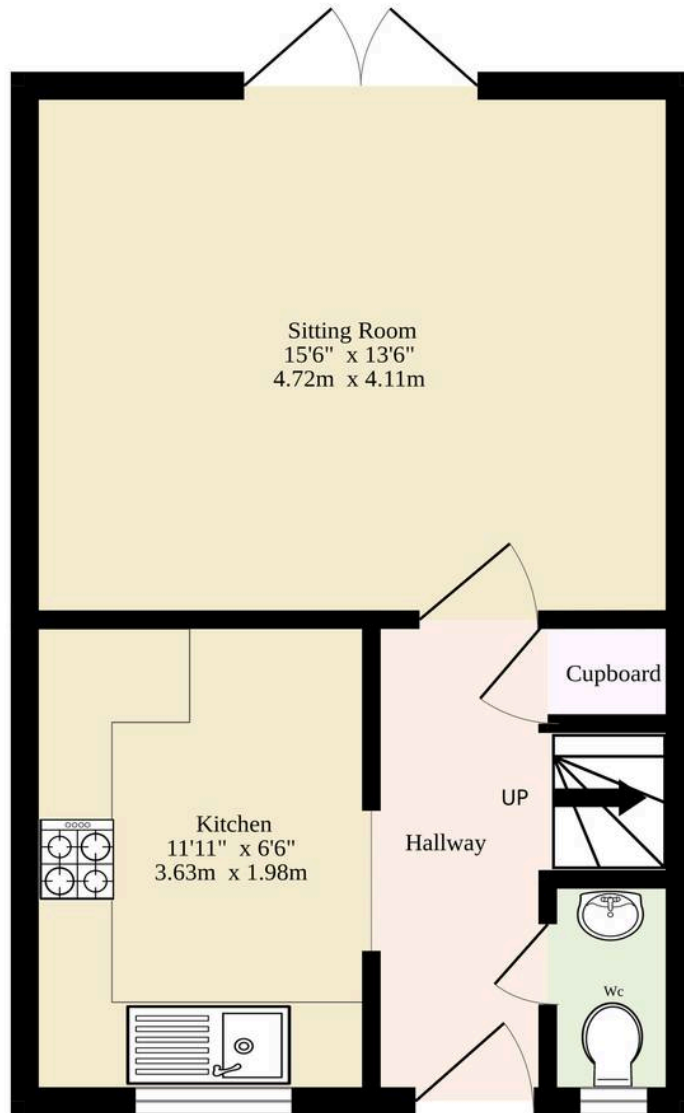 Sitting Room
15'6" x 13'6"
4.72m x 4.11m
Cupboard
UP
Kitchen
11'11" x 6'6"
3.63m x 1.98m
Hallway
Wc